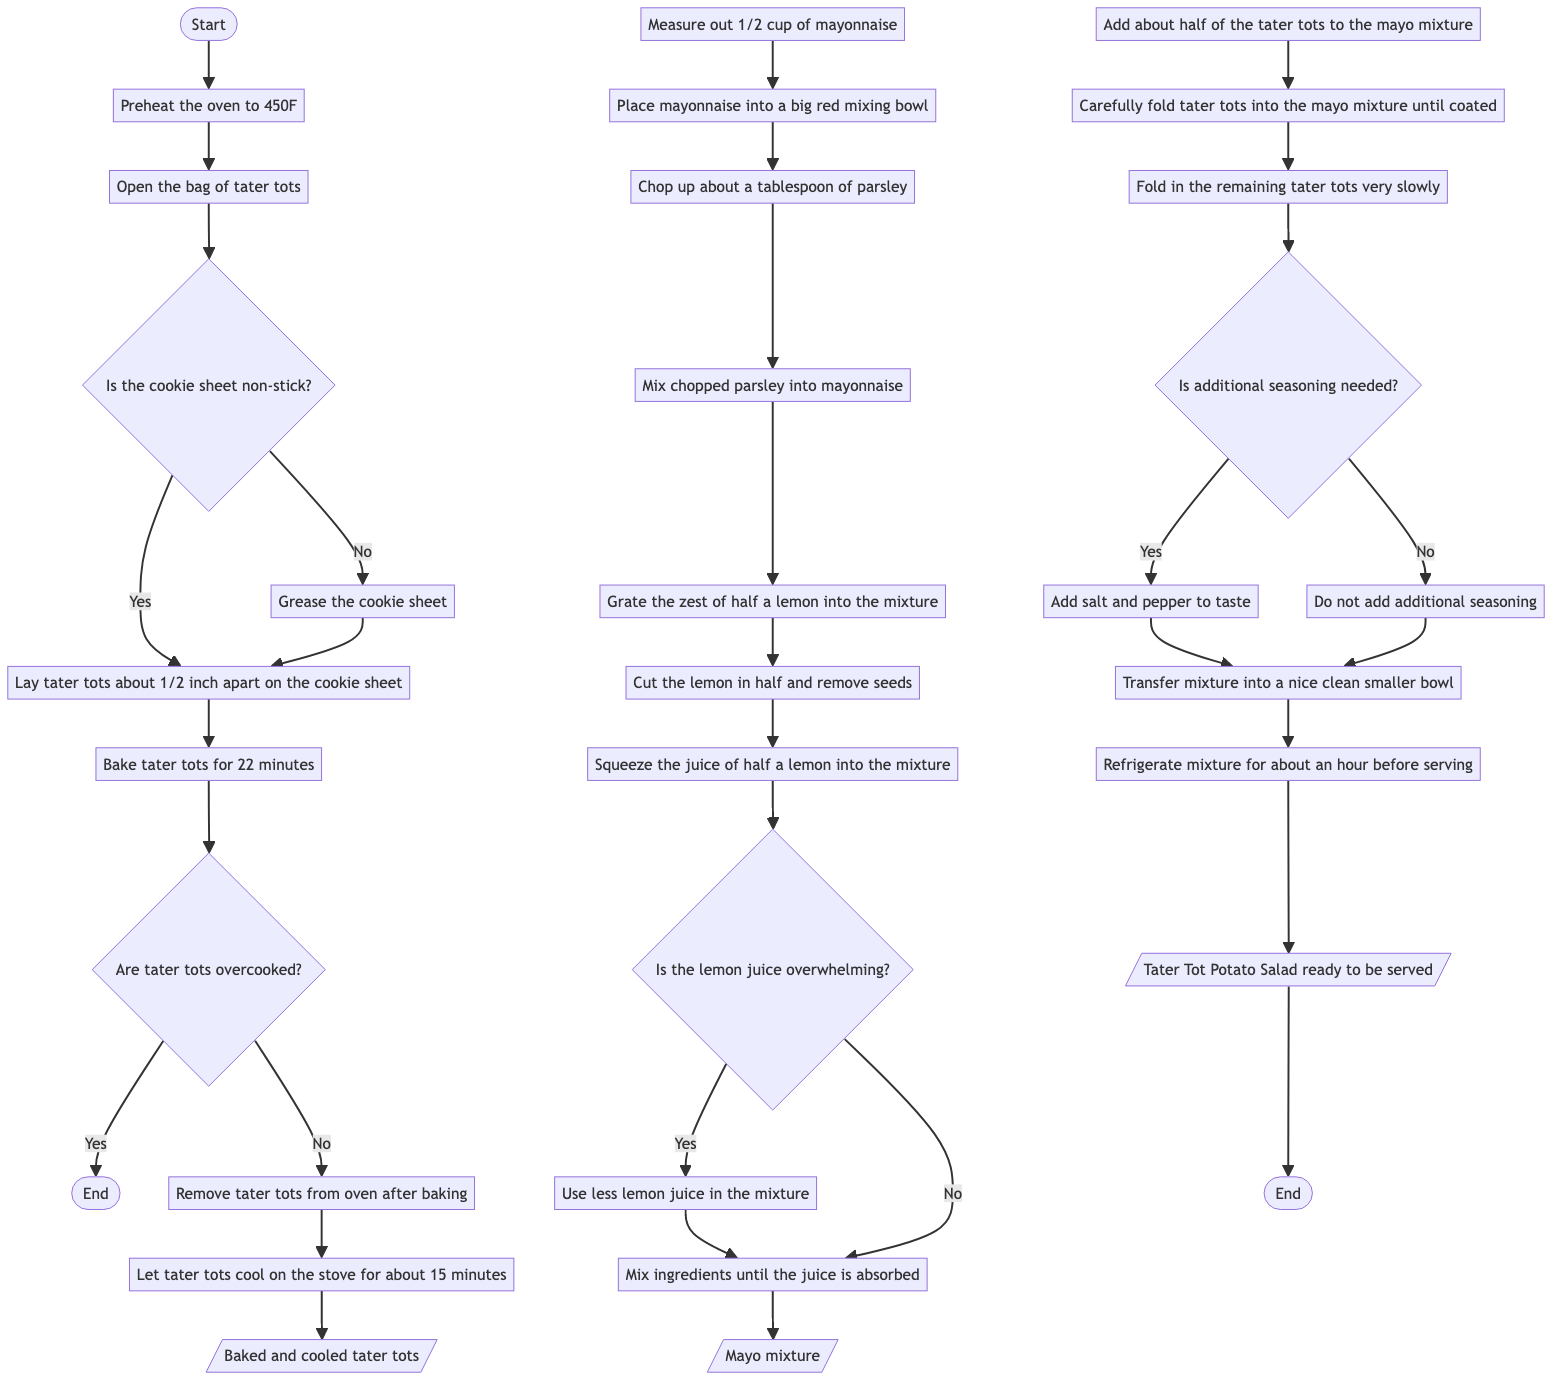 Start
Preheat the oven to 450F
Open the bag of tater tots
Is the cookie sheet non-stick?
No
Yes
Grease the cookie sheet
Lay tater tots about 1/2 inch apart on the cookie sheet
Bake tater tots for 22 minutes
Are tater tots overcooked?
Yes
No
End
Remove tater tots from oven after baking
Let tater tots cool on the stove for about 15 minutes
Baked and cooled tater tots
Measure out 1/2 cup of mayonnaise
Place mayonnaise into a big red mixing bowl
Chop up about a tablespoon of parsley
Mix chopped parsley into mayonnaise
Grate the zest of half a lemon into the mixture
Cut the lemon in half and remove seeds
Squeeze the juice of half a lemon into the mixture
Is the lemon juice overwhelming?
Yes
No
Use less lemon juice in the mixture
Mix ingredients until the juice is absorbed
Mayo mixture
Add about half of the tater tots to the mayo mixture
Carefully fold tater tots into the mayo mixture until coated
Fold in the remaining tater tots very slowly
Is additional seasoning needed?
Yes
No
Add salt and pepper to taste
Do not add additional seasoning
Transfer mixture into a nice clean smaller bowl
Refrigerate mixture for about an hour before serving
Tater Tot Potato Salad ready to be served
End